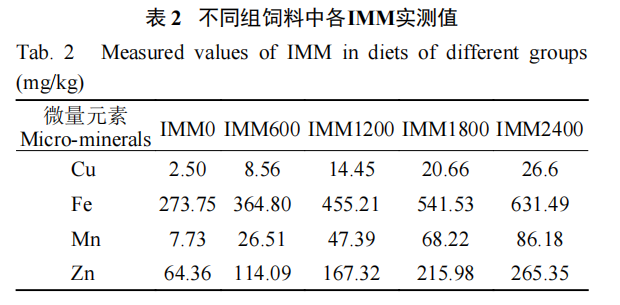 表 2 不同组饲料中各IMM实测值
Tab. 2 Measured values of IMM in diets of different groups
(mg/kg)
微量元素
Micro-minerals IMM0 IMM600 IMM1200 IMM1800 IMM2400
Cu 2.50 8.56 14.45 20.66 26.6
Fe 273.75 364.80 455.21 541.53 631.49
Mn 7.73 26.51 47.39 68.22 86.18
Zn 64.36 114.09 167.32 215.98 265.35